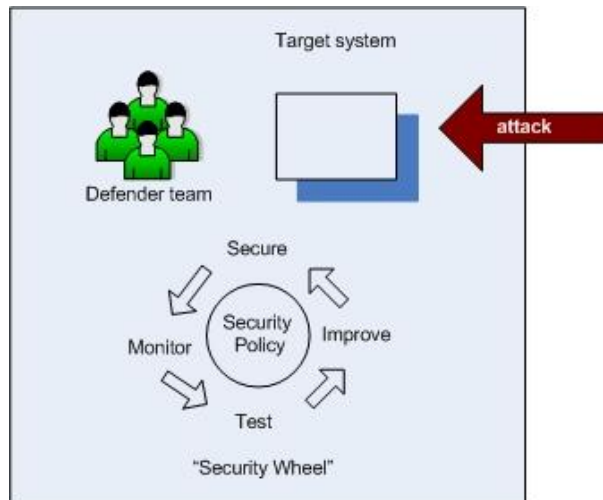 Target system
attack
Defender team
Secure
Security
Policy
Monitor
Improve
Test
“Security Wheel”